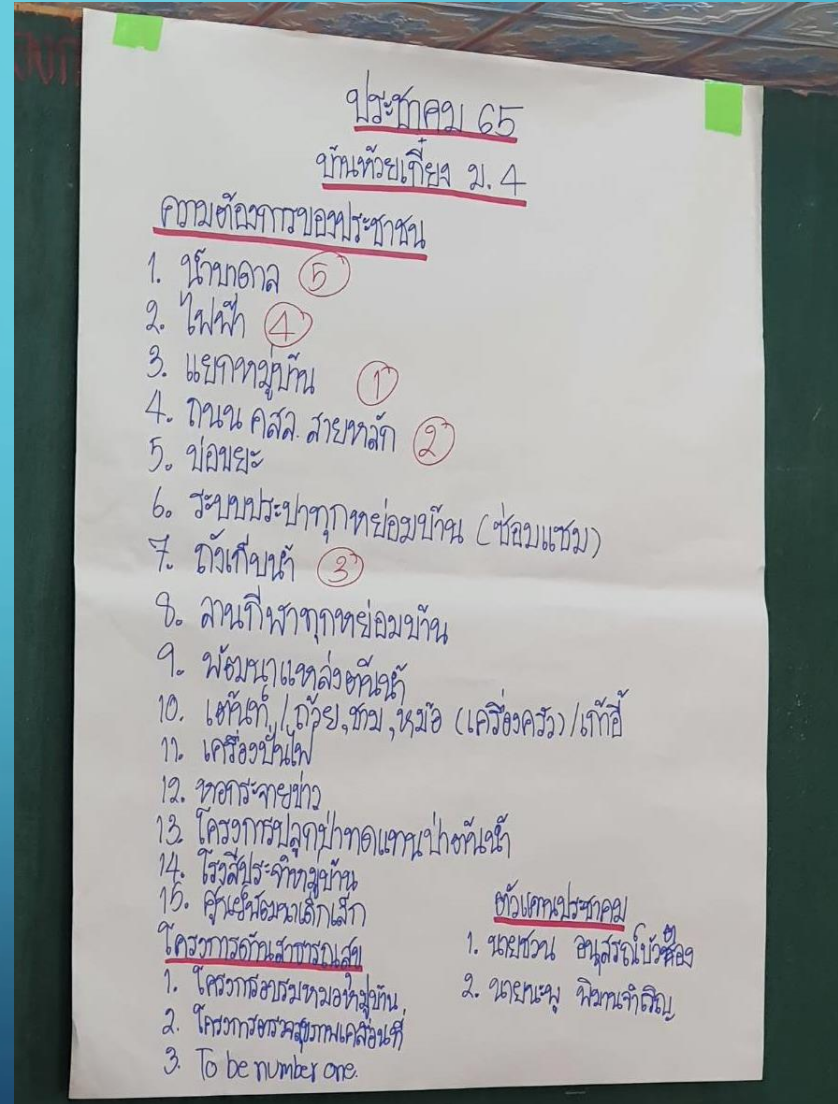 ประชาคม 65
บ้านห้วยเกี๋ยง ม. 4
ความต้องการของประชาชน
1. น้ำบาดาล 5
2. ไฟฟ้า 4
3. แยกหมู่บ้าน 1
4. ถนน คสล. สายหลัก 2
5. บ่อขยะ
6. ระบบประปาทุกหย่อมบ้าน (ซ่อมแซม)
7. ถังเก็บน้ำ 3
8. ลานกีฬาทุกหย่อมบ้าน
9. พัฒนาแหล่งต้นน้ำ
10. เต้นท์ / ถ้วย, ชาม, หม้อ (เครื่องครัว) / เก้าอี้
11. เครื่องปั่นไฟ
12. หอกระจายข่าว
13. โครงการปลูกป่าทดแทนป่าต้นน้ำ
14. โรงสีประจำหมู่บ้าน
15. ศูนย์พัฒนาเด็กเล็ก
โครงการด้านสาธารณสุข
1. โครงการอบรมหมอหมู่บ้าน
2. โครงการตรวจสุขภาพเคลื่อนที่
3. To be number one.
ตัวแทนประชาคม
1. นายชวน
2. นายนะพุ